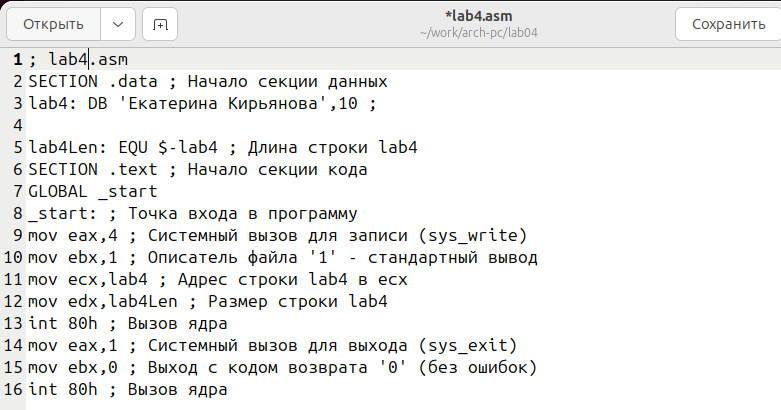 Открыть
*lab4.asm
~/work/arch-pc/lab04
Сохранить
1 ; lab4.asm
2 SECTION .data ; Начало секции данных
3 lab4: DB 'Екатерина Кирьянова',10 ;
4
5 lab4Len: EQU $-lab4 ; Длина строки lab4
6 SECTION .text ; Начало секции кода
7 GLOBAL _start
8 _start: ; Точка входа в программу
9 mov eax,4 ; Системный вызов для записи (sys_write)
10 mov ebx,1 ; Описатель файла '1' - стандартный вывод
11 mov ecx,lab4 ; Адрес строки lab4 в ecx
12 mov edx,lab4Len ; Размер строки lab4
13 int 80h ; Вызов ядра
14 mov eax,1 ; Системный вызов для выхода (sys_exit)
15 mov ebx,0 ; Выход с кодом возврата '0' (без ошибок)
16 int 80h ; Вызов ядра